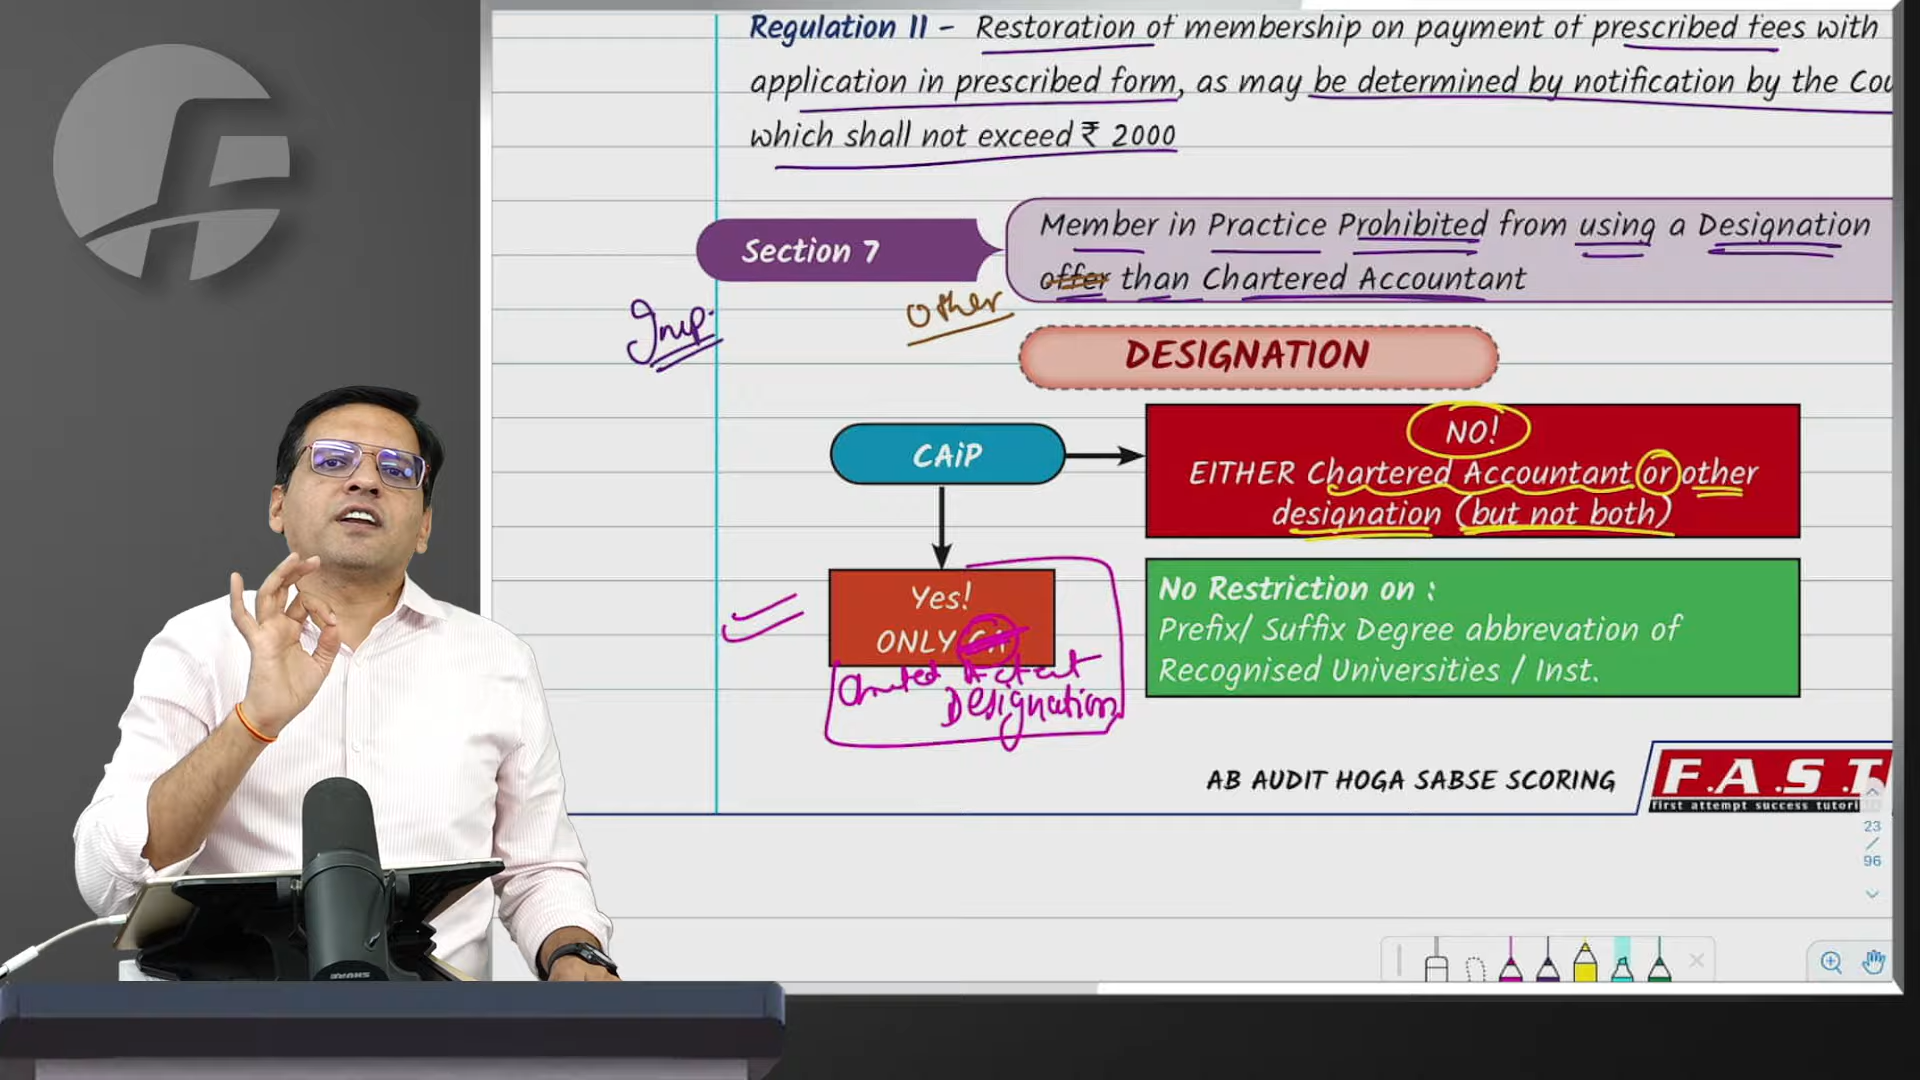 Regulation 11 - Restoration of membership on payment of prescribed fees with
application in prescribed form, as may be determined by notification by the Cou
which shall not exceed ₹ 2000
Section 7
Member in Practice Prohibited from using a Designation
offer than Chartered Accountant
Imp.
Other
DESIGNATION
CAiP
NO!
EITHER Chartered Accountant or other
designation (but not both)
Yes!
ONLY CA
Designation
No Restriction on :
Prefix/ Suffix Degree abbrevation of
Recognised Universities / Inst.
AB AUDIT HOGA SABSE SCORING
F.A.S.T
first attempt success tutori
23
/
96